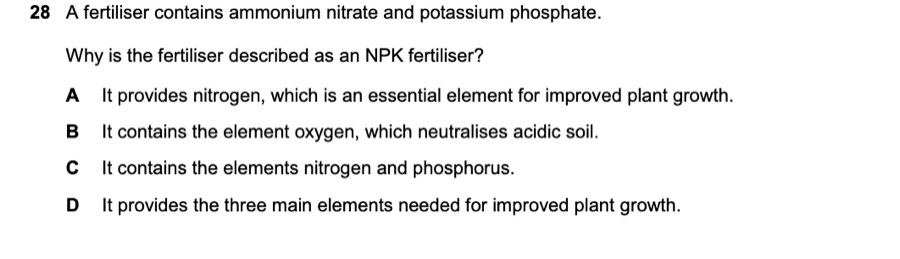 28 A fertiliser contains ammonium nitrate and potassium phosphate.
Why is the fertiliser described as an NPK fertiliser?
A It provides nitrogen, which is an essential element for improved plant growth.
B It contains the element oxygen, which neutralises acidic soil.
C It contains the elements nitrogen and phosphorus.
D It provides the three main elements needed for improved plant growth.